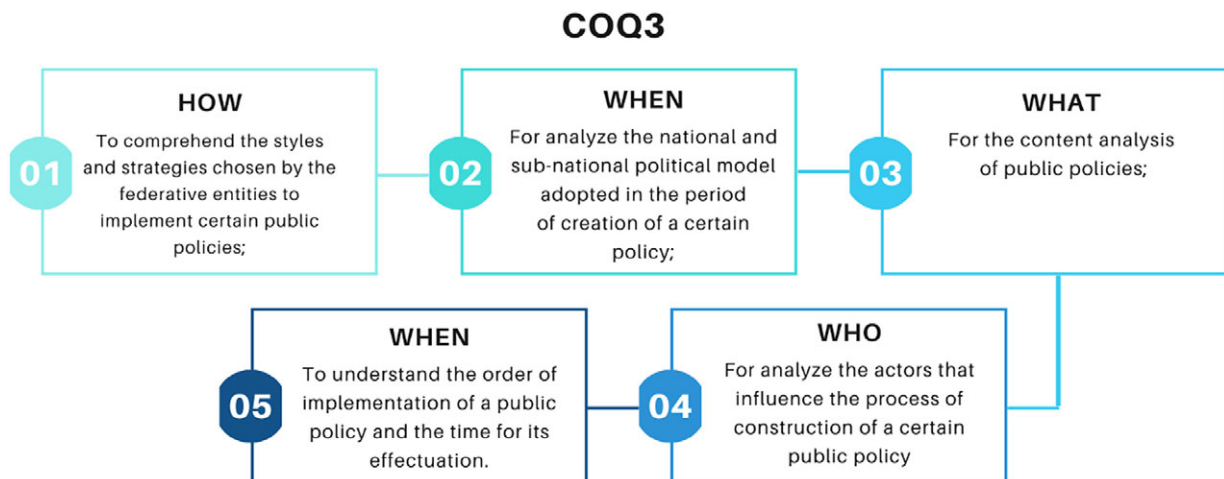 COQ3
01
HOW
To comprehend the styles
and strategies chosen by the
federative entities to
implement certain public
policies;
02
WHEN
For analyze the national and
sub-national political model
adopted in the period
of creation of a certain
policy;
03
WHAT
For the content analysis
of public policies;
04
WHO
For analyze the actors that
influence the process of
construction of a certain
public policy
05
WHEN
To understand the order of
implementation of a public
policy and the time for its
effectuation.